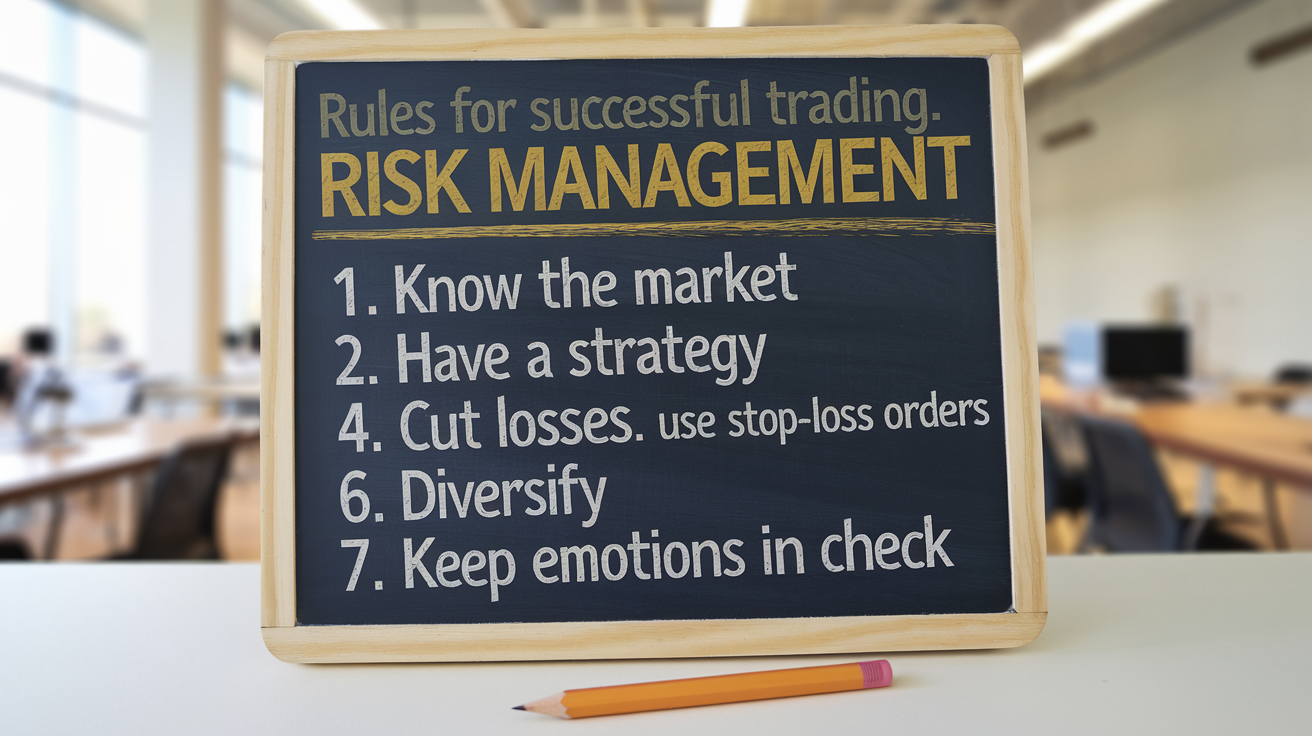 Rules for successful trading.
RISK MANAGEMENT
1. Know the market
2. Have a strategy
4. Cut losses. use stop-loss orders
6. Diversify
7. Keep emotions in check